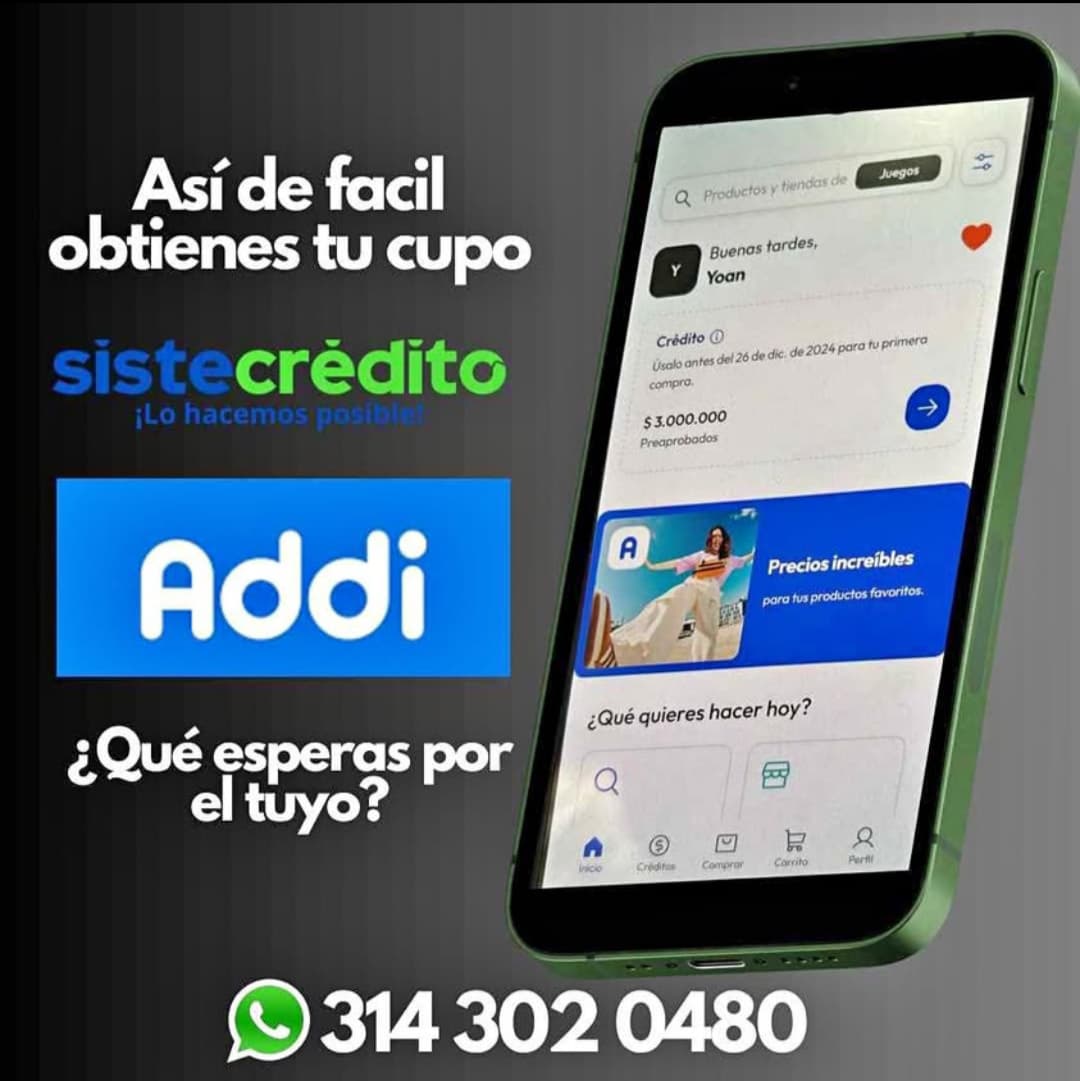 Así de facil
obtienes tu cupo
sistecrédito
¡Lo hacemos posible!
Addi
¿Qué esperas por
el tuyo?
Productos y tiendas de
Juegos
Y
Buenas tardes,
Yoan
Crédito
Úsalo antes del 26 de dic. de 2024 para tu primera
compra.
$ 3.000.000
Preaprobados
A
Precios increíbles
para tus productos favoritos.
¿Qué quieres hacer hoy?
Inicio
Créditos
Comprar
Carrito
Perfil
314 302 0480